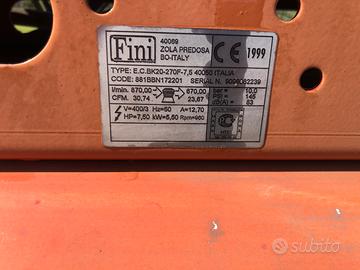 Fini
40069
ZOLA PREDOSA
BO-ITALY
CE 1999
TYPE: E.C.BK20-270F-7,5 40056 ITALIA
CODE: 881BBN172201 SERIAL N. 9096082239
l/min. 870,00 670,00 bar = 10,0
CFM. 30,74 23,67 PSI = 145
dB(A) = 83
V=400/3 Hz=50 A=12,70
HP=7,50 kW=5,50 Rpm=960
subito